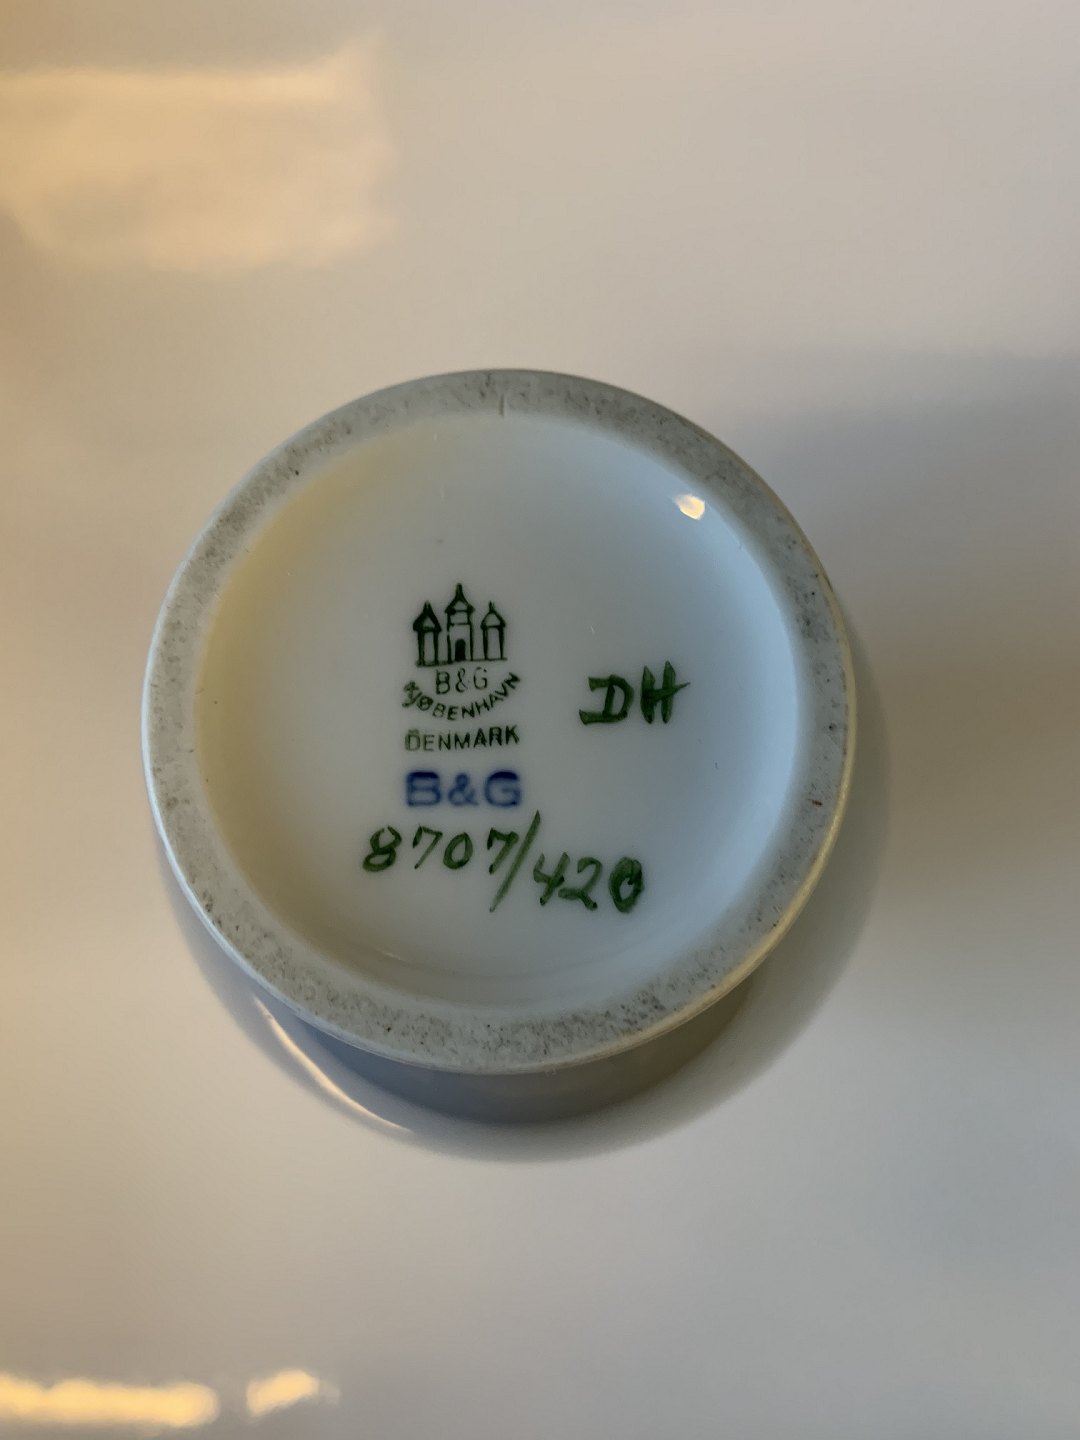 B&G
KJØBENHAVN
DENMARK
DH
B&G
8707/420